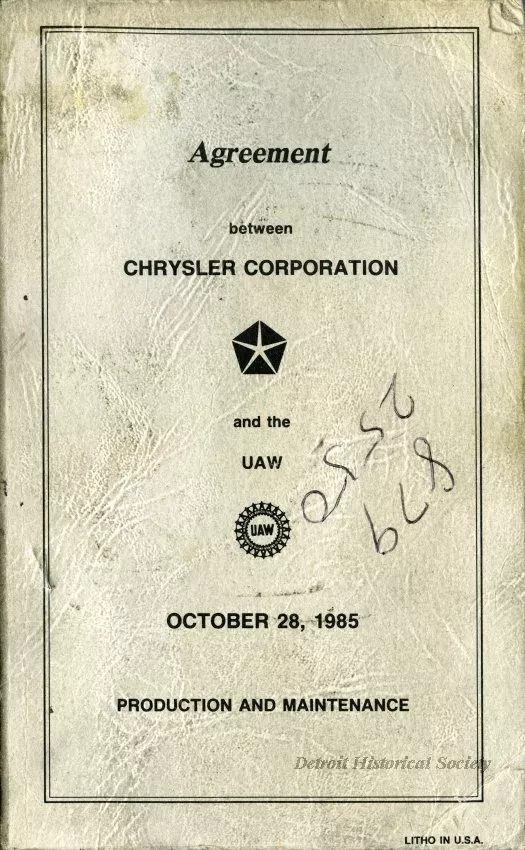 Agreement
between
CHRYSLER CORPORATION
and the
UAW
UAW
OCTOBER 28, 1985
PRODUCTION AND MAINTENANCE
Detroit Historical Society
LITHO IN U.S.A.